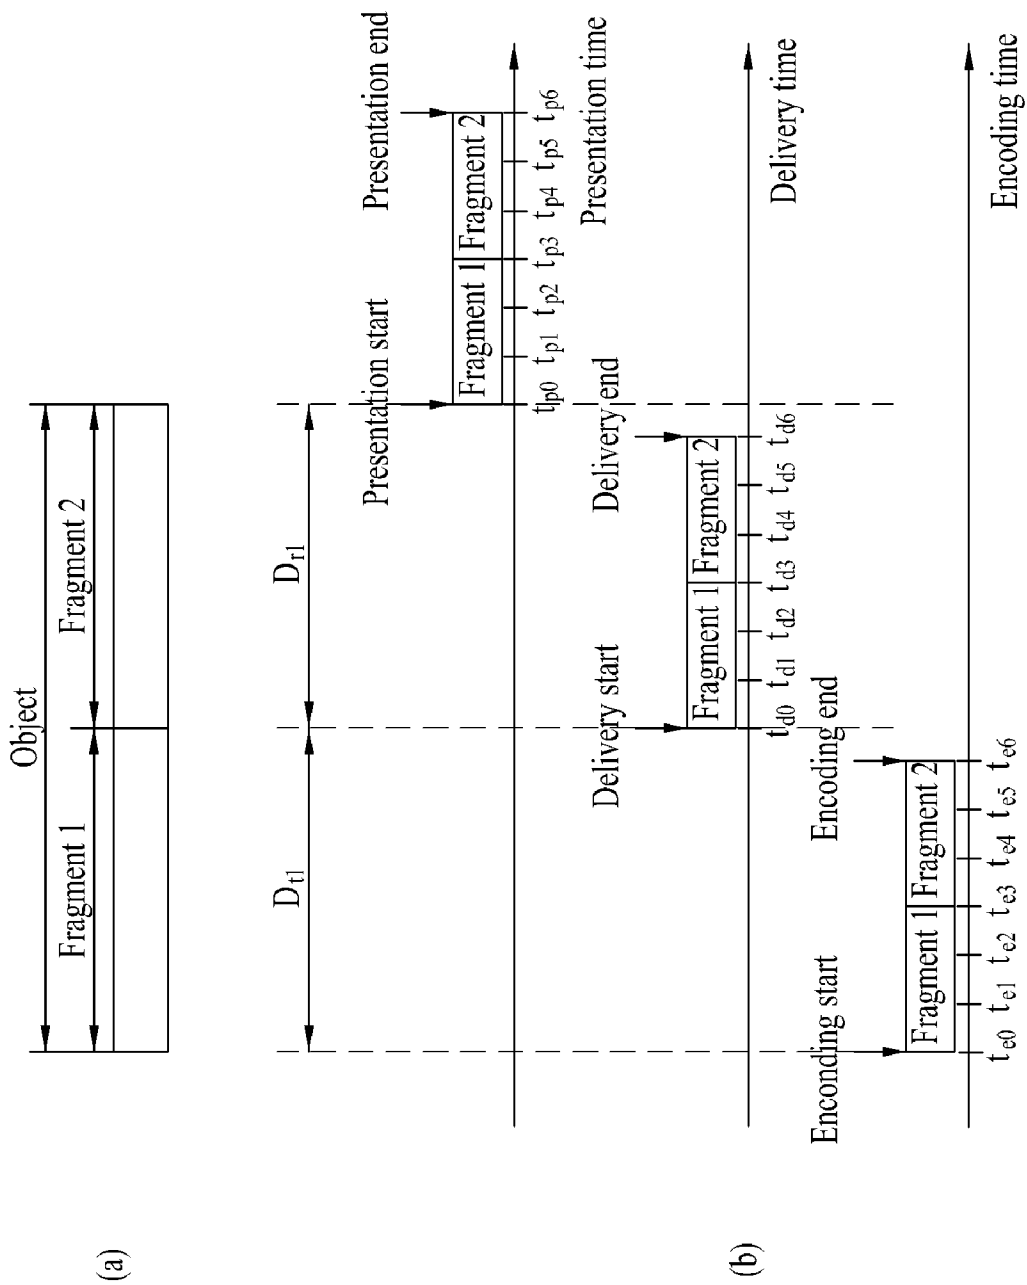 (a)
Object
Fragment 1
Fragment 2
D_t1
D_r1
(b)
Presentation start
Presentation end
Fragment 1
Fragment 2
t_p0 t_p1 t_p2 t_p3 t_p4 t_p5 t_p6
Presentation time
Delivery start
Delivery end
Fragment 1
Fragment 2
t_d0 t_d1 t_d2 t_d3 t_d4 t_d5 t_d6
Delivery time
Enconding start
Encoding end
Fragment 1
Fragment 2
t_e0 t_e1 t_e2 t_e3 t_e4 t_e5 t_e6
Encoding time